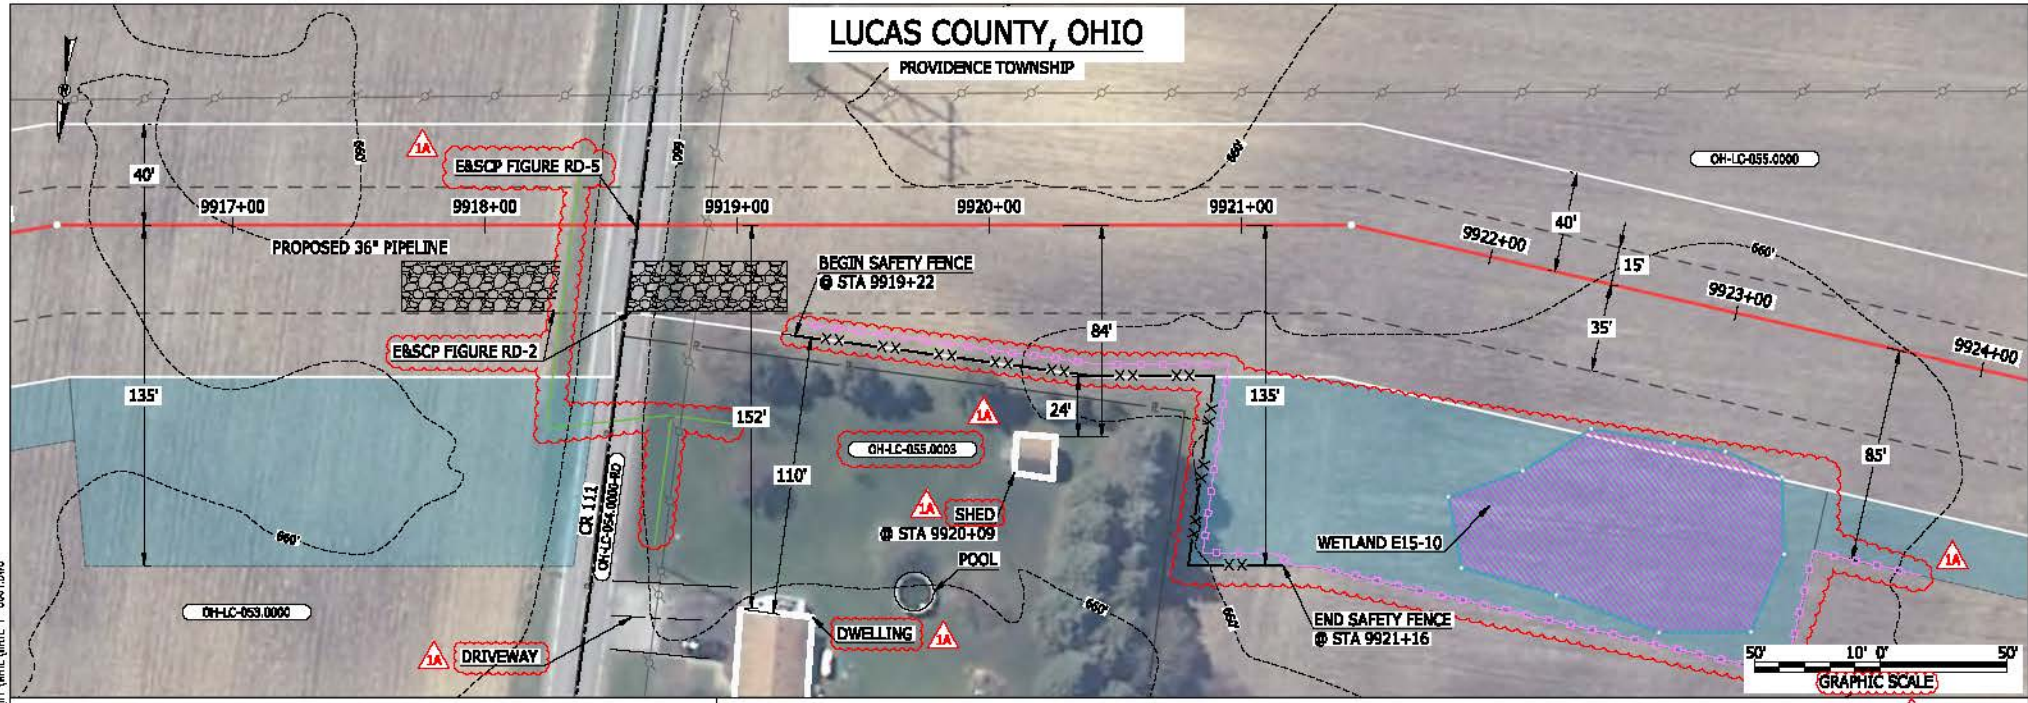 LUCAS COUNTY, OHIO
PROVIDENCE TOWNSHIP
N
1A
E&SCP FIGURE RD-5
660'
660'
660'
OH-LC-055.0000
40'
9917+00
9918+00
9919+00
9920+00
9921+00
40'
9922+00
660'
15'
PROPOSED 36" PIPELINE
BEGIN SAFETY FENCE
@ STA 9919+22
9923+00
35'
84'
9924+00
E&SCP FIGURE RD-2
135'
152'
24'
135'
1A
OH-LC-055.0003
85'
110'
CR 111
OH-LC-054.0000-RD
1A
SHED
@ STA 9920+09
660'
WETLAND E15-10
POOL
1A
OH-LC-053.0000
660'
660'
DWELLING
1A
END SAFETY FENCE
@ STA 9921+16
1A
DRIVEWAY
50'
10'
0'
50'
GRAPHIC SCALE